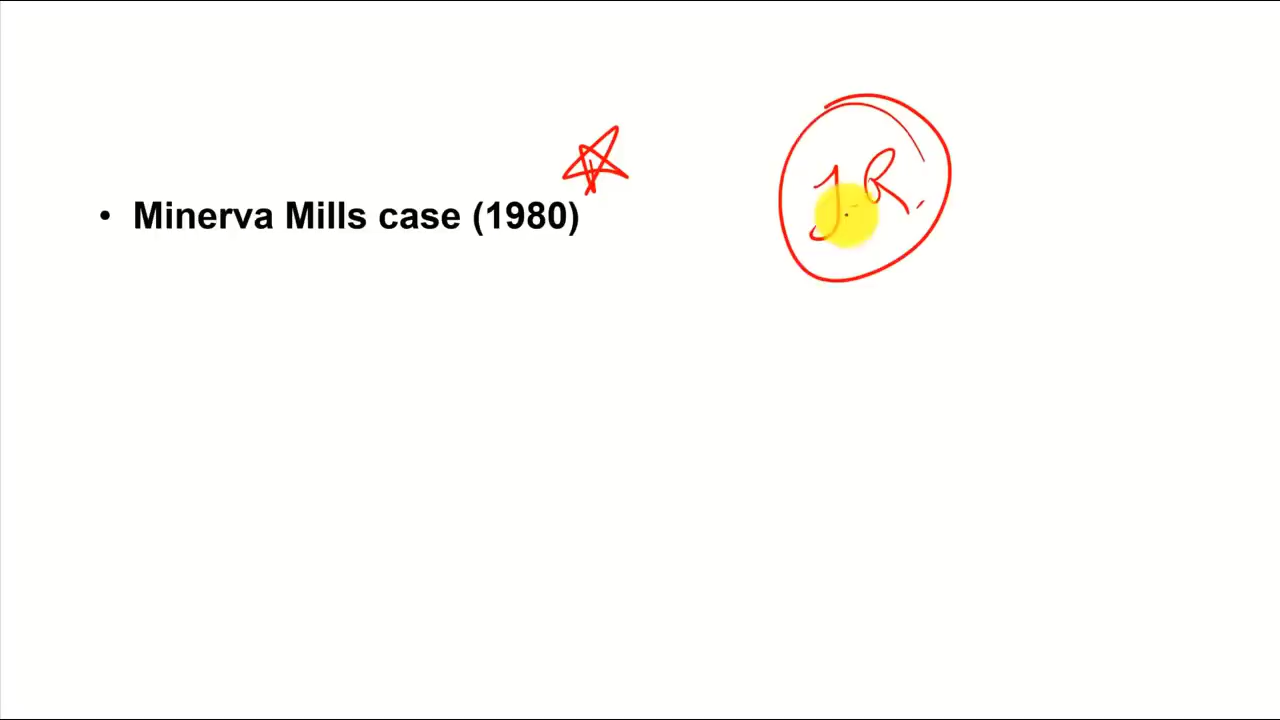 • Minerva Mills case (1980)
J R.